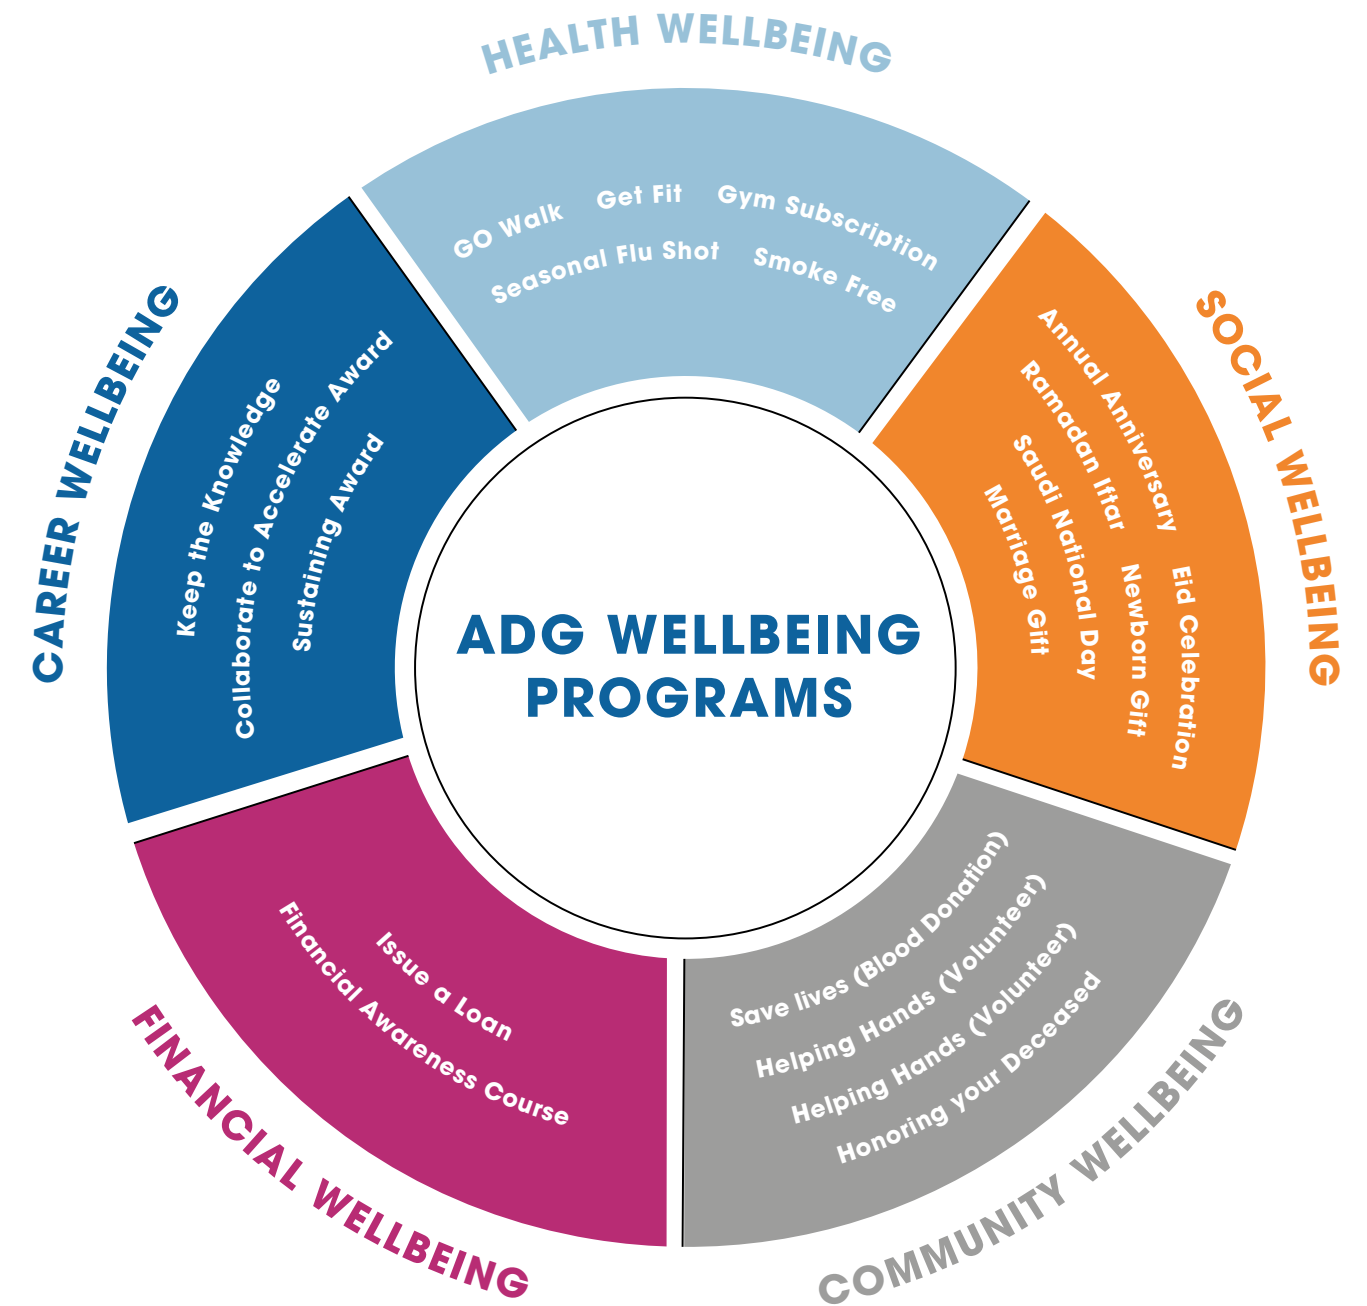 HEALTH WELLBEING
GO Walk
Get Fit
Gym Subscription
Seasonal Flu Shot
Smoke Free
SOCIAL WELLBEING
Annual Anniversary
Eid Celebration
Ramadan Iftar
Newborn Gift
Saudi National Day
Marriage Gift
COMMUNITY WELLBEING
Save lives (Blood Donation)
Helping Hands (Volunteer)
Helping Hands (Volunteer)
Honoring your Deceased
FINANCIAL WELLBEING
Issue a Loan
Financial Awareness Course
CAREER WELLBEING
Keep the Knowledge
Collaborate to Accelerate Award
Sustaining Award
ADG WELLBEING
PROGRAMS